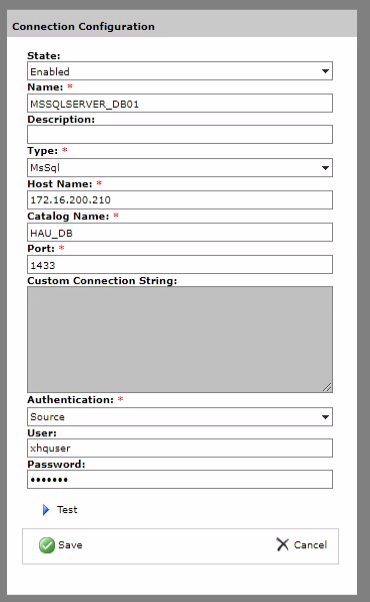 Connection Configuration
State:
Enabled
Name: *
MSSQLSERVER_DB01
Description:
Type: *
MsSql
Host Name: *
172.16.200.210
Catalog Name: *
HAU_DB
Port: *
1433
Custom Connection String:
Authentication: *
Source
User:
xhquser
Password:
•••••••
Test
Save Cancel